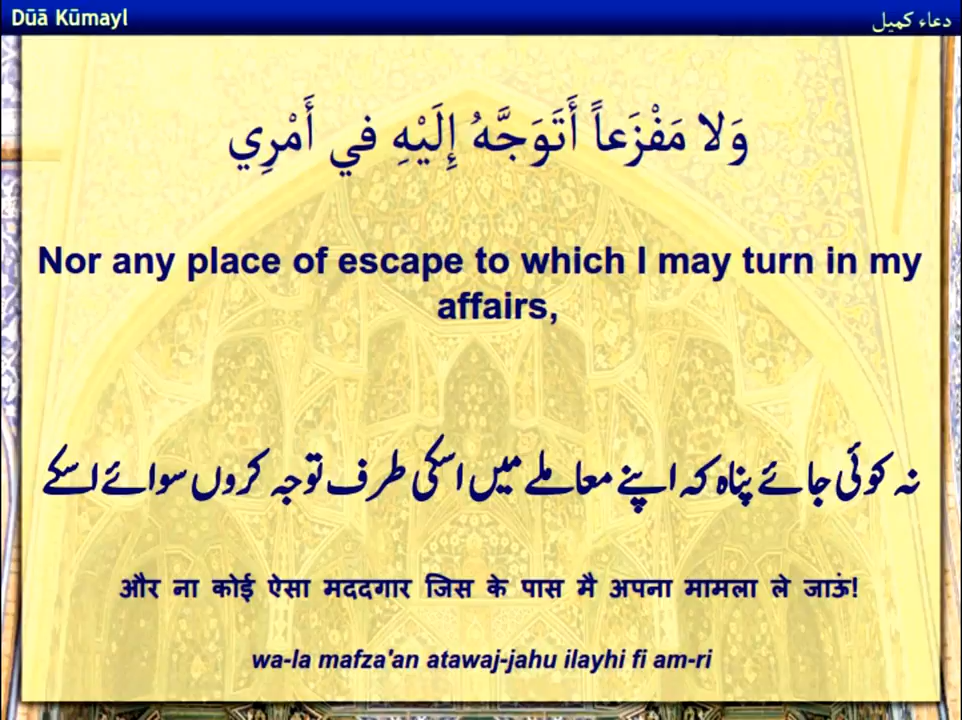 Dūā Kūmayl
دعاء كميل
وَلا مَفْزَعاً أَتَوَجَّهُ إِلَيْهِ في أَمْرِي
Nor any place of escape to which I may turn in my
affairs,
نہ کوئی جائے پناہ کہ اپنے معاملے میں اسکی طرف توجہ کروں سوائے اسکے
और ना कोई ऐसा मददगार जिस के पास मै अपना मामला ले जाऊं!
wa-la mafza'an atawaj-jahu ilayhi fi am-ri